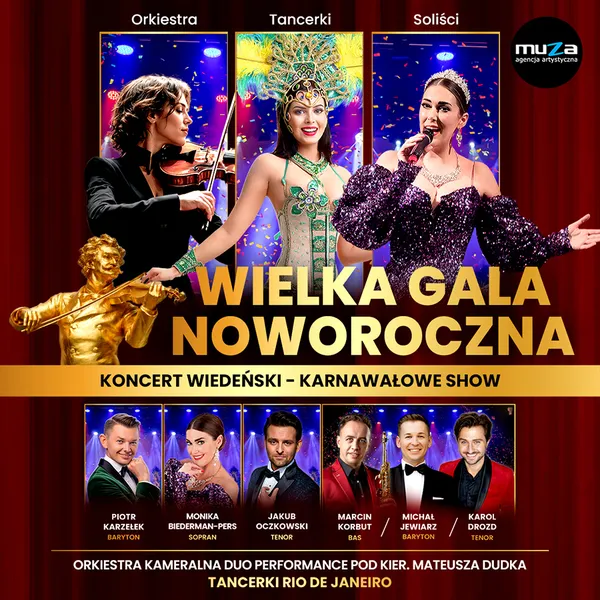 Orkiestra
Tancerki
Soliści
muza
agencja artystyczna
WIELKA GALA
NOWOROCZNA
KONCERT WIEDEŃSKI - KARNAWAŁOWE SHOW
PIOTR
KARZEŁEK
BARYTON
MONIKA
BIEDERMAN-PERS
SOPRAN
JAKUB
OCZKOWSKI
TENOR
MARCIN
KORBUT
BAS
/
MICHAŁ
JEWIARZ
BARYTON
/
KAROL
DROZD
TENOR
ORKIESTRA KAMERALNA DUO PERFORMANCE POD KIER. MATEUSZA DUDKA
TANCERKI RIO DE JANEIRO